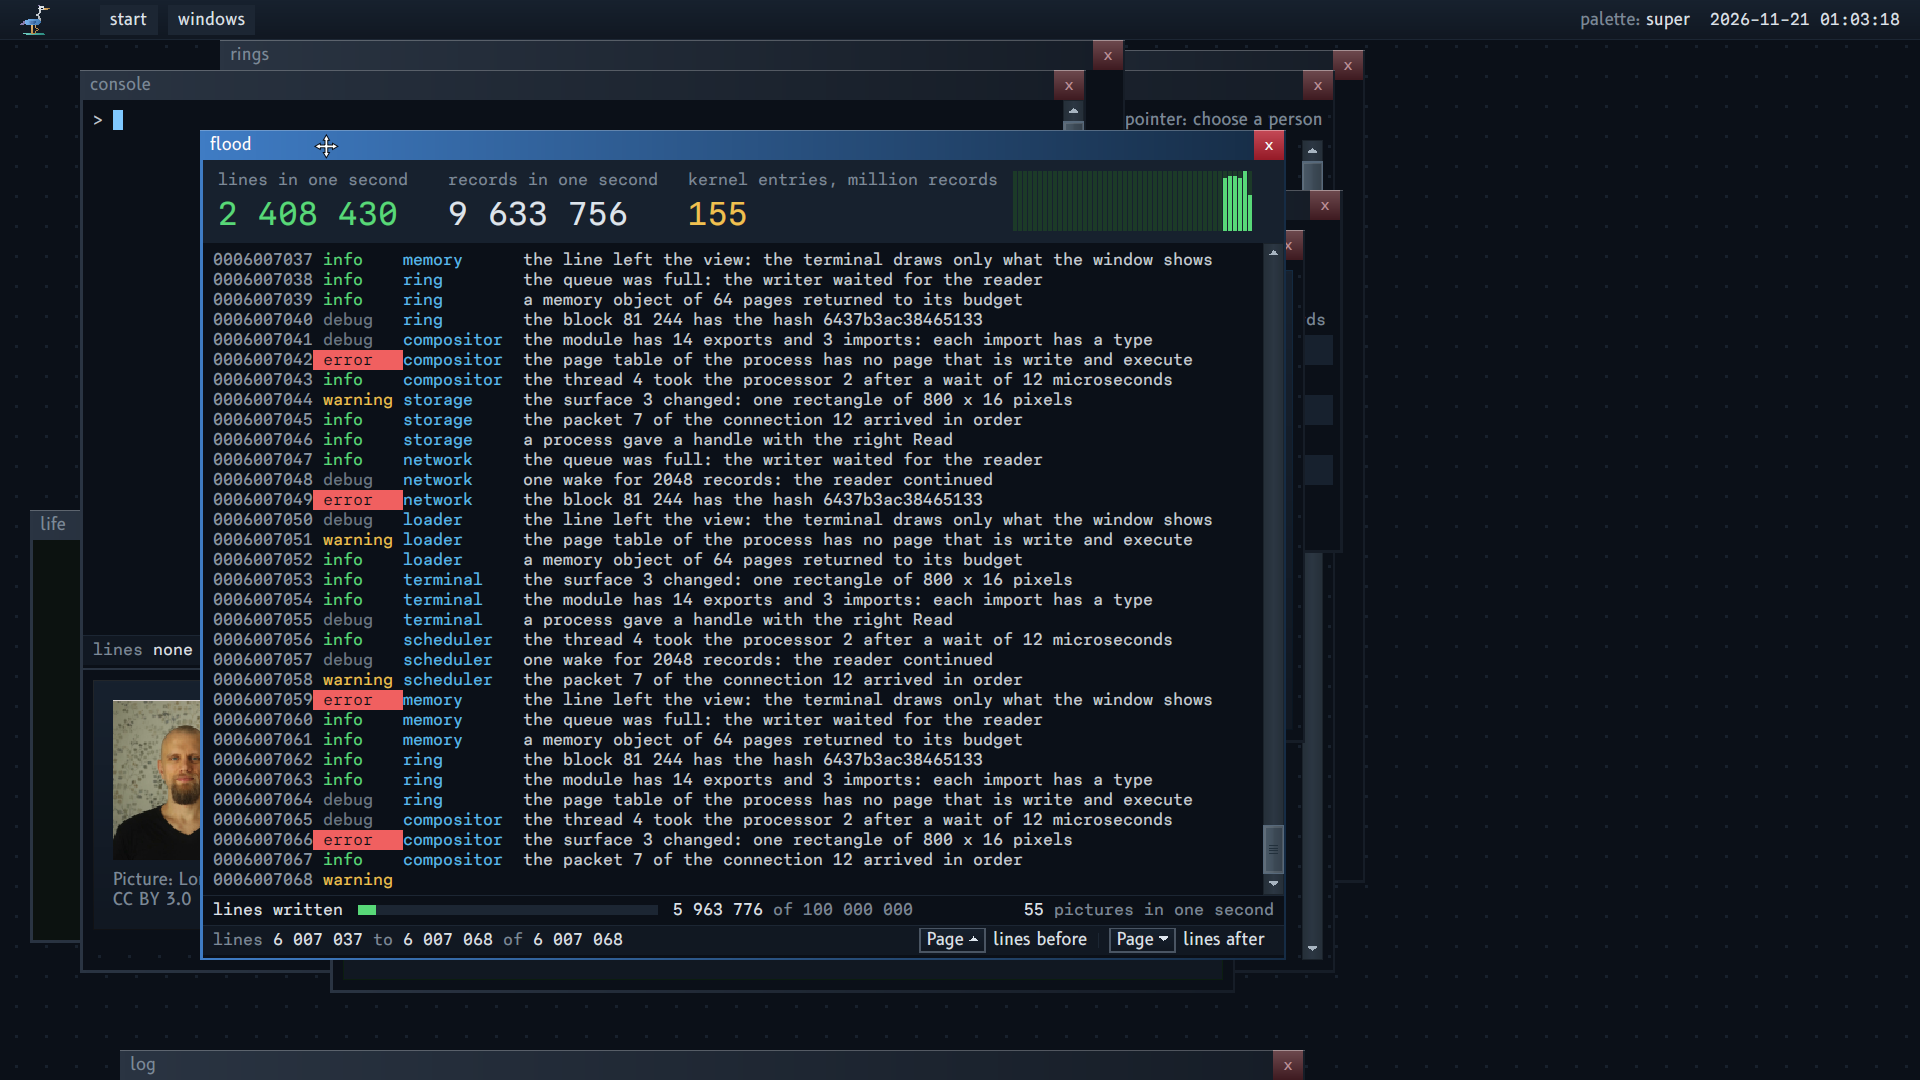 start windows palette: super 2026-11-21 01:03:18
rings x
x
console x
x
> pointer: choose a person
flood x
lines in one second records in one second kernel entries, million records
2 408 430 9 633 756 155
x
x
ds
0006007037 info memory the line left the view: the terminal draws only what the window shows
0006007038 info ring the queue was full: the writer waited for the reader
0006007039 info ring a memory object of 64 pages returned to its budget
0006007040 debug ring the block 81 244 has the hash 6437b3ac38465133
0006007041 debug compositor the module has 14 exports and 3 imports: each import has a type
0006007042 error compositor the page table of the process has no page that is write and execute
0006007043 info compositor the thread 4 took the processor 2 after a wait of 12 microseconds
0006007044 warning storage the surface 3 changed: one rectangle of 800 x 16 pixels
0006007045 info storage the packet 7 of the connection 12 arrived in order
0006007046 info storage a process gave a handle with the right Read
0006007047 info network the queue was full: the writer waited for the reader
0006007048 debug network one wake for 2048 records: the reader continued
0006007049 error network the block 81 244 has the hash 6437b3ac38465133
0006007050 debug loader the line left the view: the terminal draws only what the window shows
0006007051 warning loader the page table of the process has no page that is write and execute
0006007052 info loader a memory object of 64 pages returned to its budget
0006007053 info terminal the surface 3 changed: one rectangle of 800 x 16 pixels
0006007054 info terminal the module has 14 exports and 3 imports: each import has a type
0006007055 debug terminal a process gave a handle with the right Read
0006007056 info scheduler the thread 4 took the processor 2 after a wait of 12 microseconds
0006007057 debug scheduler one wake for 2048 records: the reader continued
0006007058 warning scheduler the packet 7 of the connection 12 arrived in order
0006007059 error memory the line left the view: the terminal draws only what the window shows
0006007060 info memory the queue was full: the writer waited for the reader
0006007061 info memory a memory object of 64 pages returned to its budget
0006007062 info ring the block 81 244 has the hash 6437b3ac38465133
0006007063 info ring the module has 14 exports and 3 imports: each import has a type
0006007064 debug ring the page table of the process has no page that is write and execute
0006007065 debug compositor the thread 4 took the processor 2 after a wait of 12 microseconds
0006007066 error compositor the surface 3 changed: one rectangle of 800 x 16 pixels
0006007067 info compositor the packet 7 of the connection 12 arrived in order
0006007068 warning
lines written 5 963 776 of 100 000 000 55 pictures in one second
lines 6 007 037 to 6 007 068 of 6 007 068 Page lines before Page lines after
life
lines none
Picture: Lo
CC BY 3.0
log x